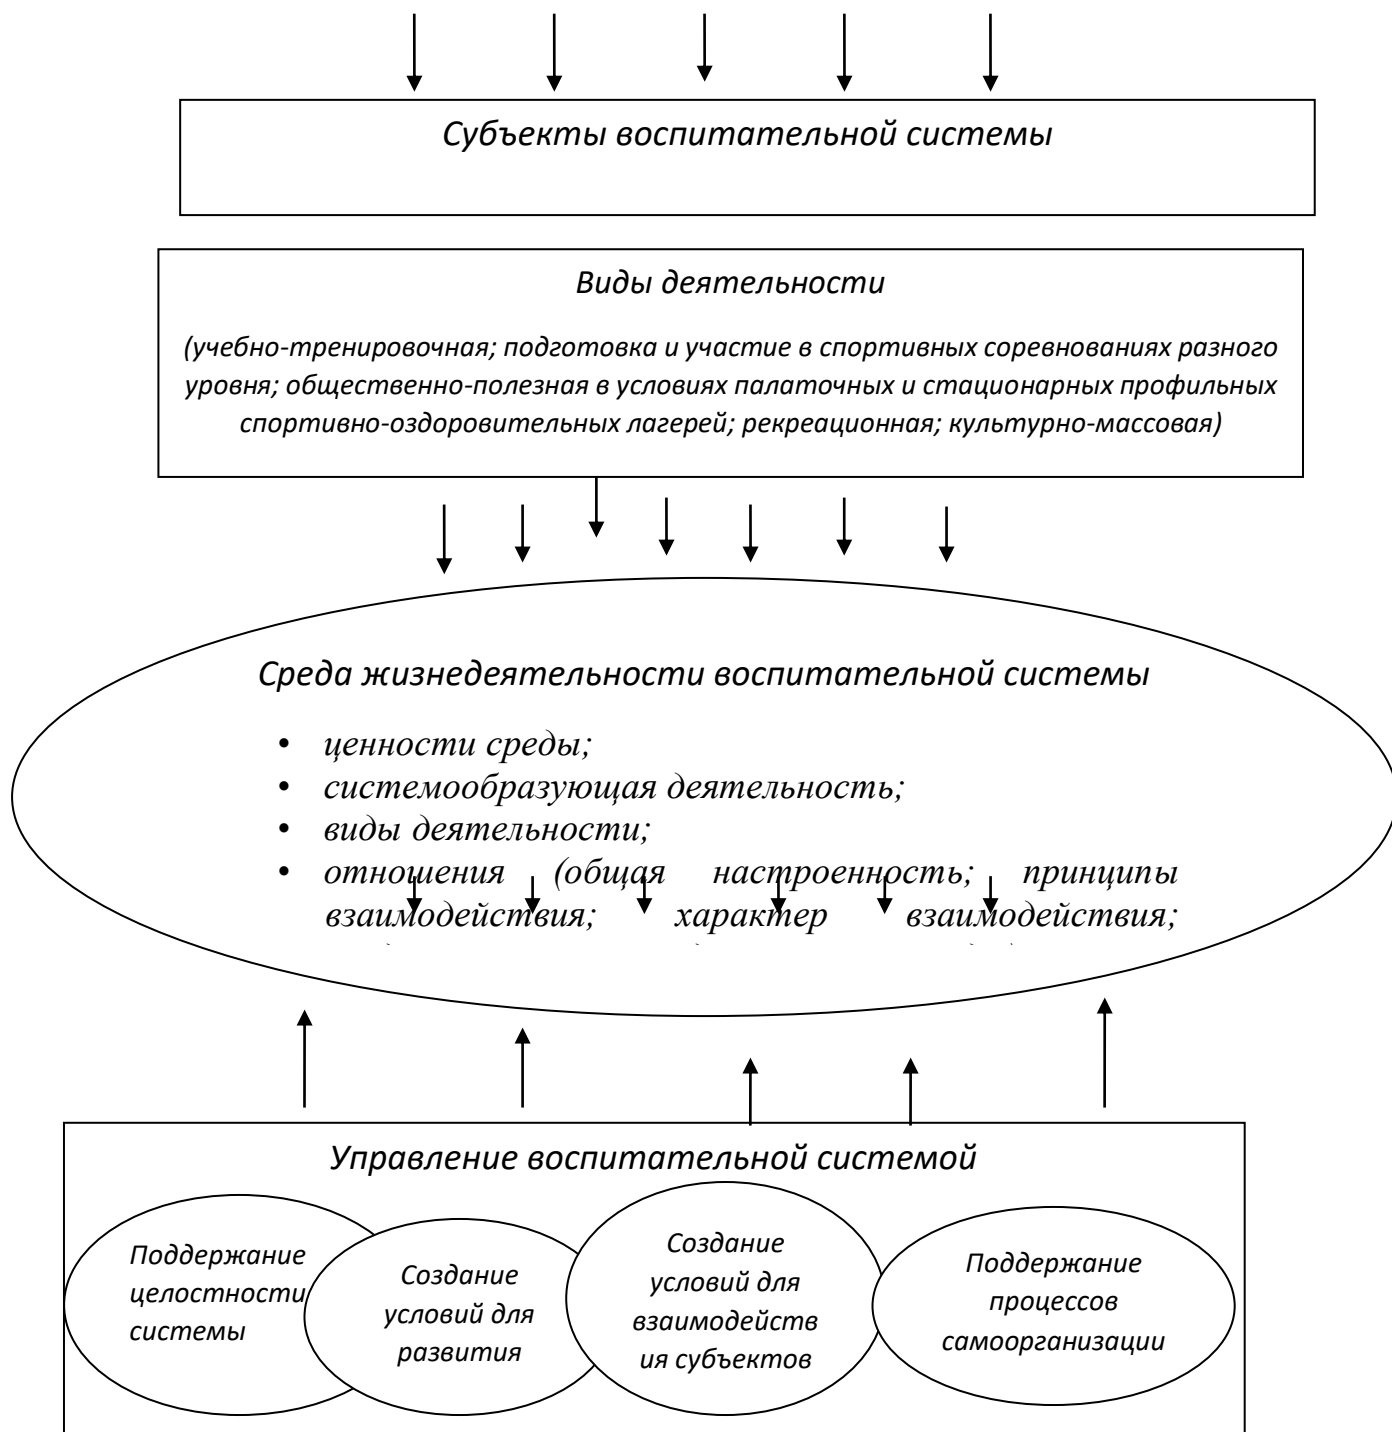 Субъекты воспитательной системы
Виды деятельности
(учебно-тренировочная; подготовка и участие в спортивных соревнованиях разного
уровня; общественно-полезная в условиях палаточных и стационарных профильных
спортивно-оздоровительных лагерей; рекреационная; культурно-массовая)
Среда жизнедеятельности воспитательной системы
• ценности среды;
• системообразующая деятельность;
• виды деятельности;
• отношения (общая настроенность; принципы
взаимодействия; характер взаимодействия;
Управление воспитательной системой
Поддержание
целостности
системы
Создание
условий для
развития
Создание
условий для
взаимодейств
ия субъектов
Поддержание
процессов
самоорганизации